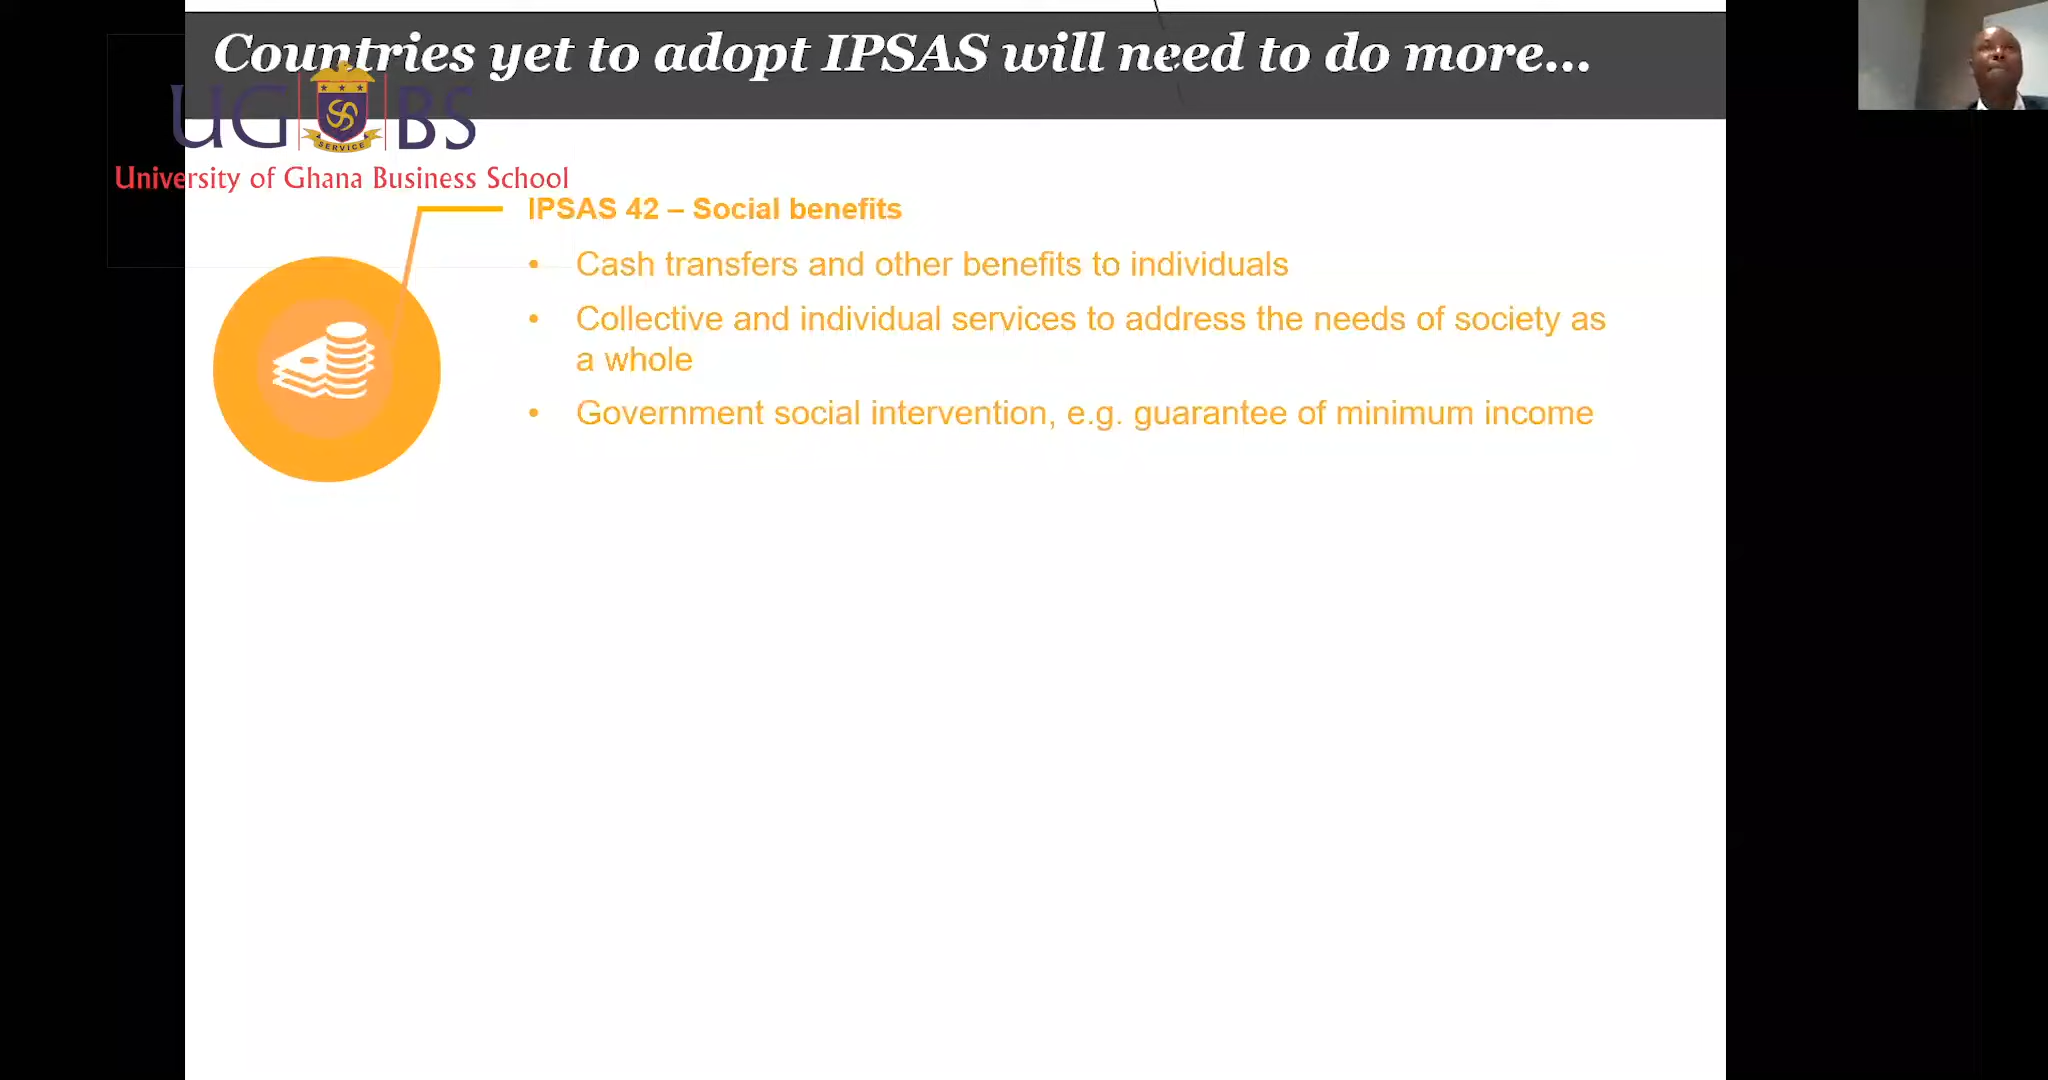 Countries yet to adopt IPSAS will need to do more...
UG BS
SERVICE
University of Ghana Business School
IPSAS 42 – Social benefits
• Cash transfers and other benefits to individuals
• Collective and individual services to address the needs of society as
a whole
• Government social intervention, e.g. guarantee of minimum income